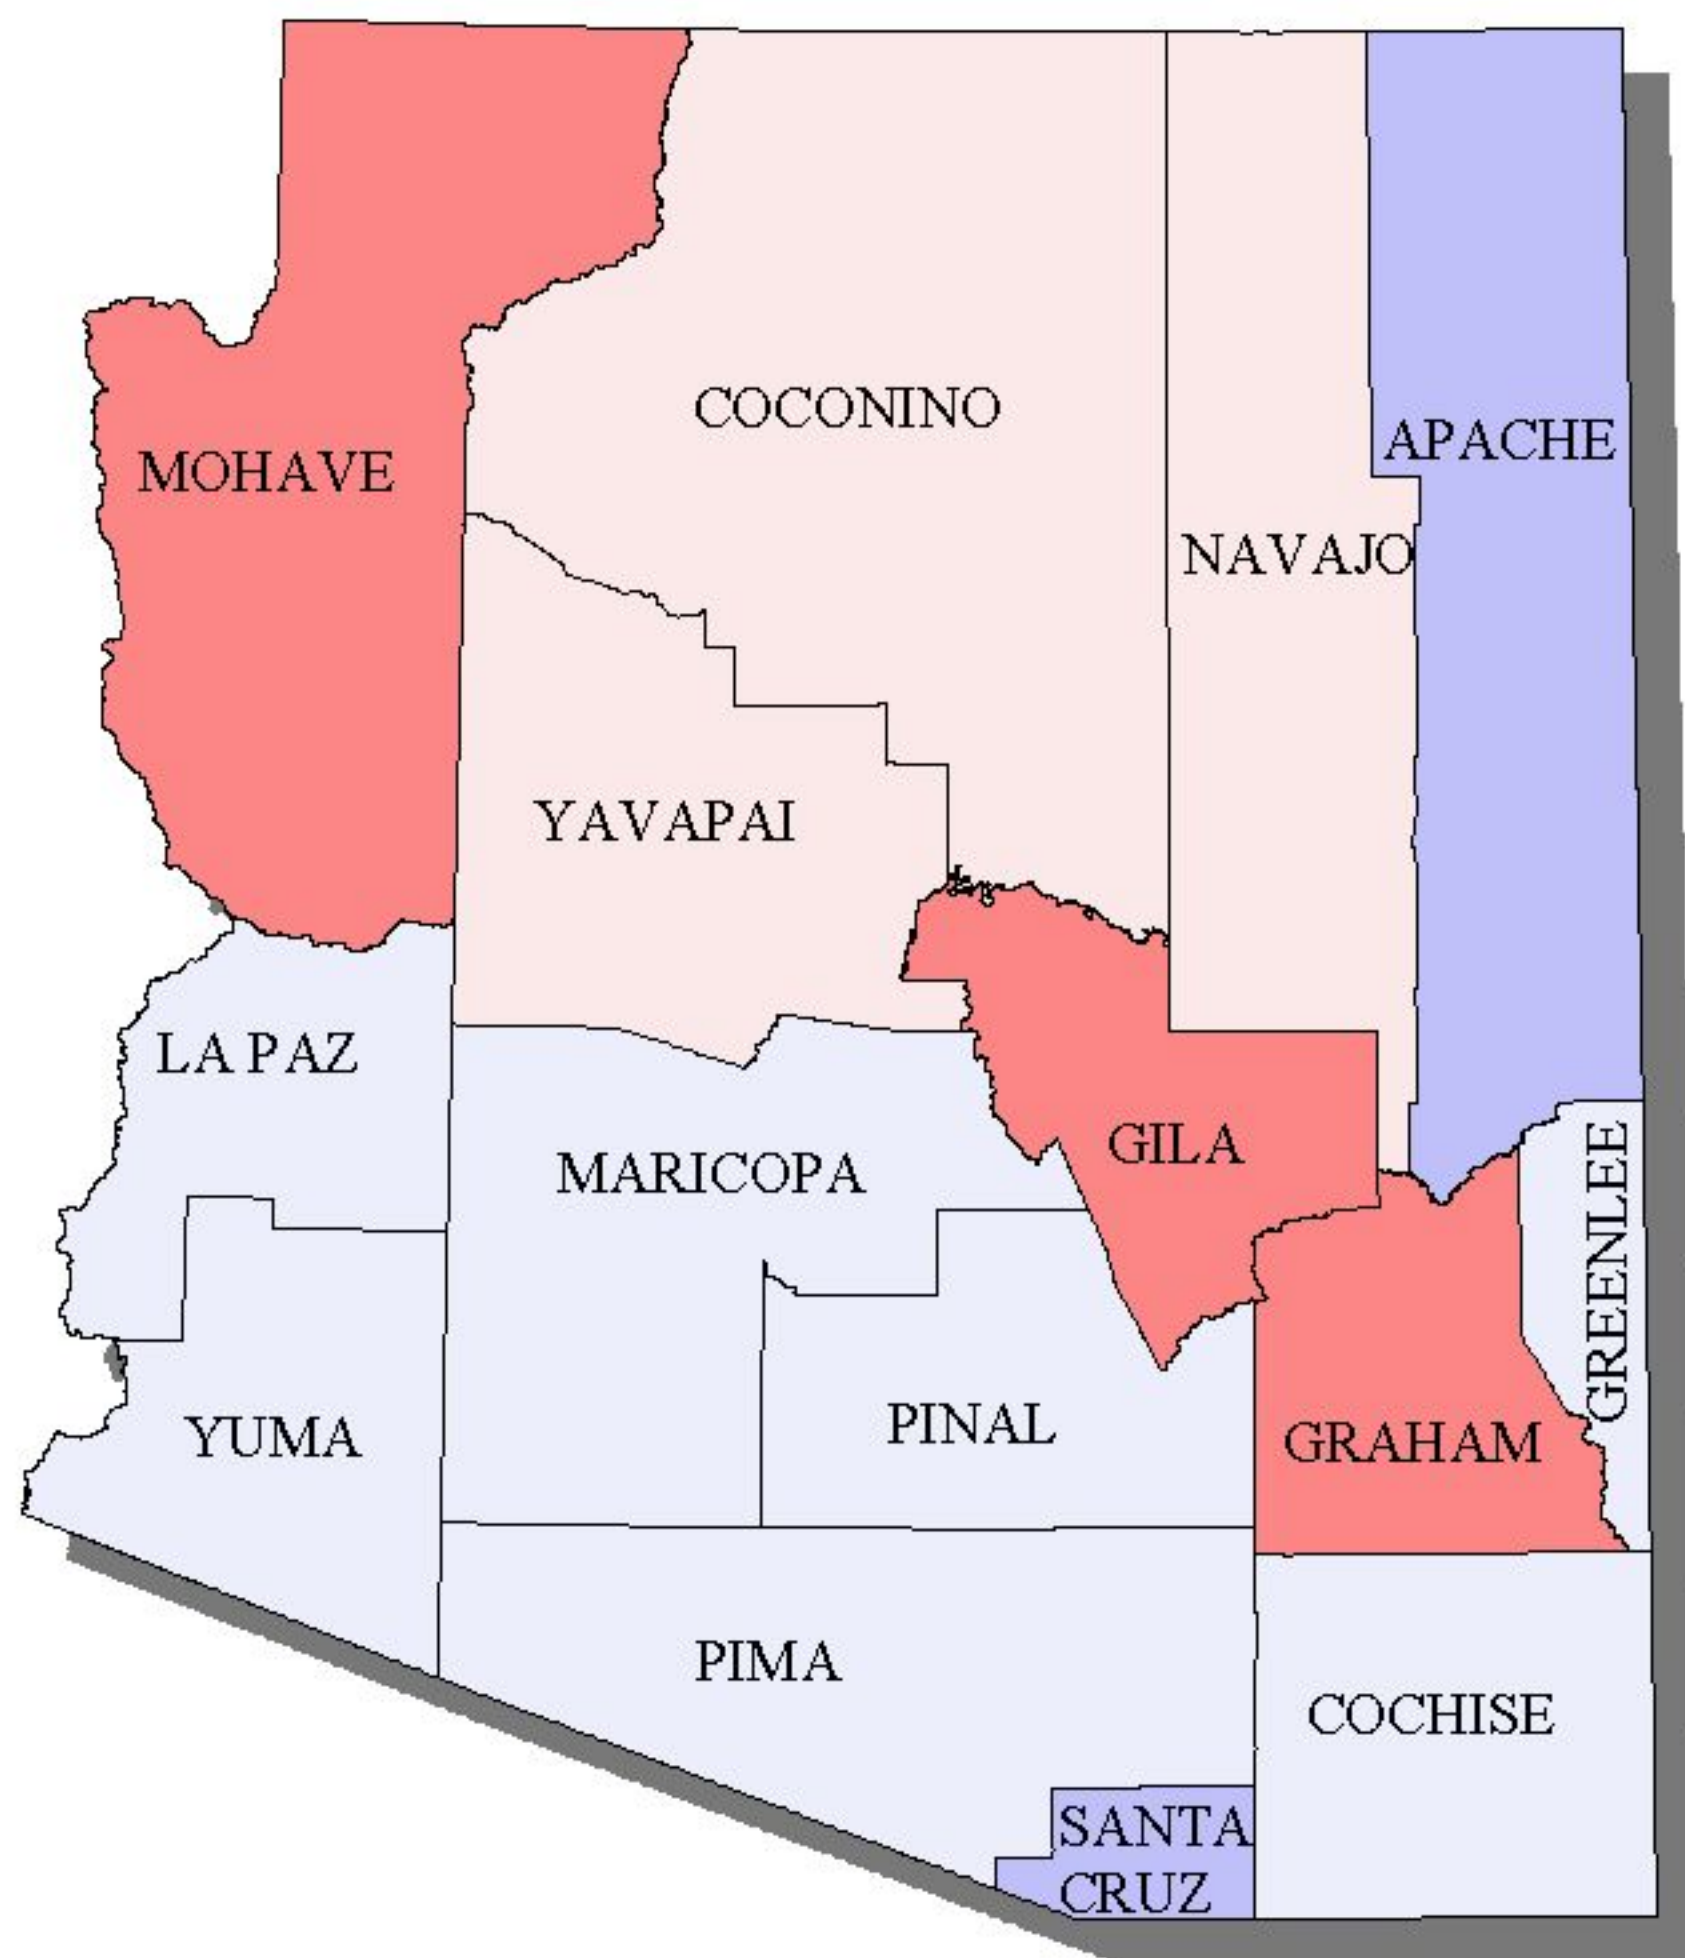 COCONINO
APACHE
MOHAVE
NAVAJO
YAVAPAI
LA PAZ
GILA
MARICOPA
GREENLEE
PINAL
YUMA
GRAHAM
PIMA
COCHISE
SANTA
CRUZ